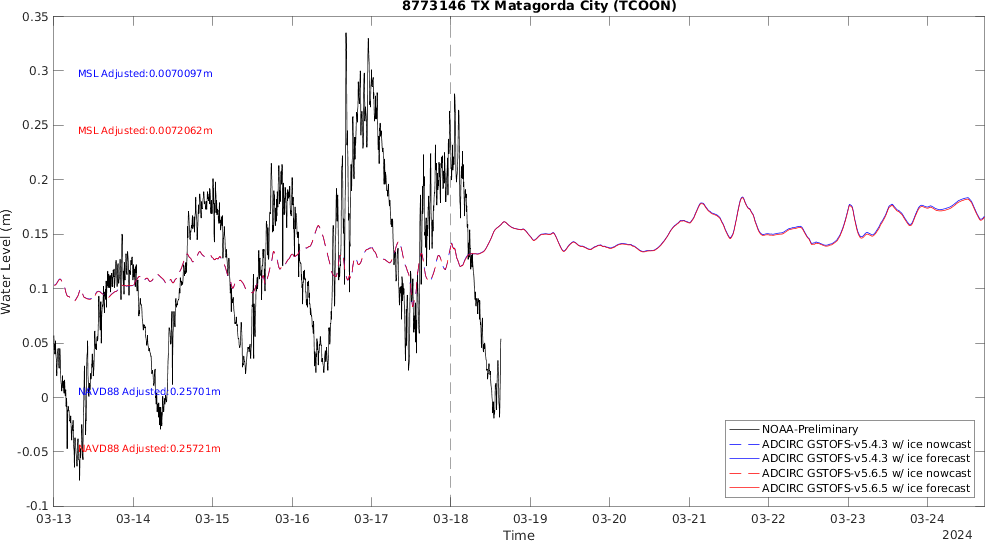 8773146 TX Matagorda City (TCOON)
0.35
0.3
0.25
0.2
0.15
0.1
0.05
0
-0.05
-0.1
Water Level (m)
MSL Adjusted:0.0070097m
MSL Adjusted:0.0072062m
NAVD88 Adjusted:0.25701m
NAVD88 Adjusted:0.25721m
NOAA-Preliminary
ADCIRC GSTOFS-v5.4.3 w/ ice nowcast
ADCIRC GSTOFS-v5.4.3 w/ ice forecast
ADCIRC GSTOFS-v5.6.5 w/ ice nowcast
ADCIRC GSTOFS-v5.6.5 w/ ice forecast
03-13 03-14 03-15 03-16 03-17 03-18 03-19 03-20 03-21 03-22 03-23 03-24
Time
2024